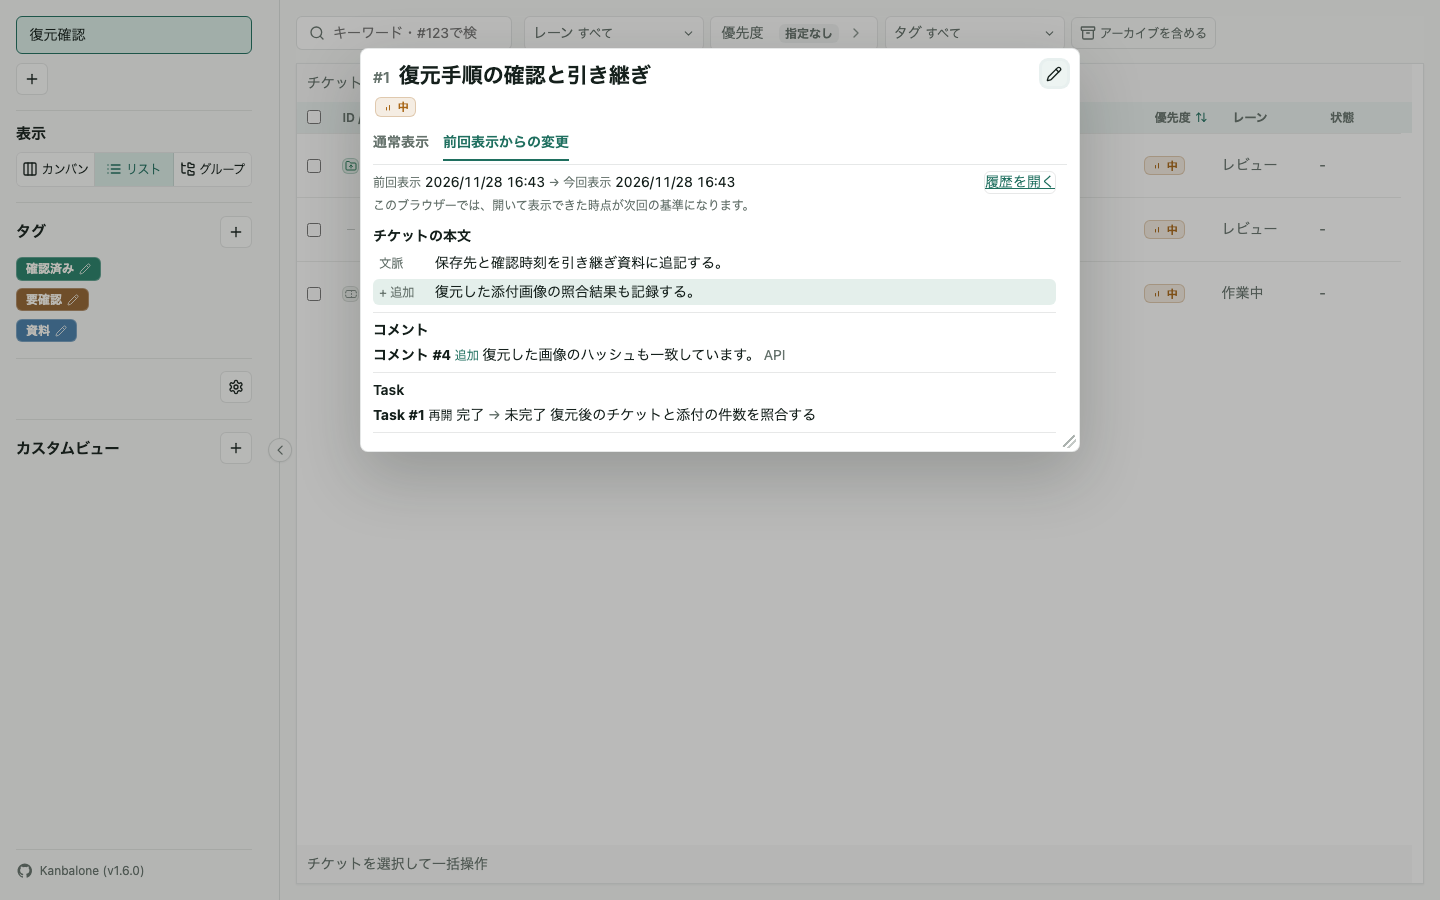 復元確認
表示
カンバン
リスト
グループ
タグ
確認済み
要確認
資料
カスタムビュー
Kanbalone (v1.6.0)
キーワード・#123で検
レーン すべて
優先度 指定なし
タグ すべて
アーカイブを含める
チケット
ID
優先度
レーン
状態
中 レビュー -
中 レビュー -
中 作業中 -
チケットを選択して一括操作
#1 復元手順の確認と引き継ぎ
中
通常表示 前回表示からの変更
前回表示 2026/11/28 16:43 → 今回表示 2026/11/28 16:43 履歴を開く
このブラウザーでは、開いて表示できた時点が次回の基準になります。
チケットの本文
文脈 保存先と確認時刻を引き継ぎ資料に追記する。
+ 追加 復元した添付画像の照合結果も記録する。
コメント
コメント #4 追加 復元した画像のハッシュも一致しています。 API
Task
Task #1 再開 完了 → 未完了 復元後のチケットと添付の件数を照合する